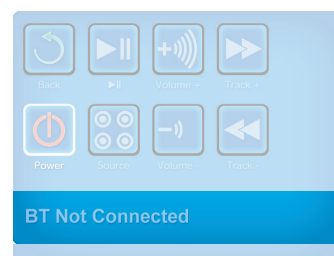 Back ▶II Volume + Track +
Power Source Volume - Track -
BT Not Connected